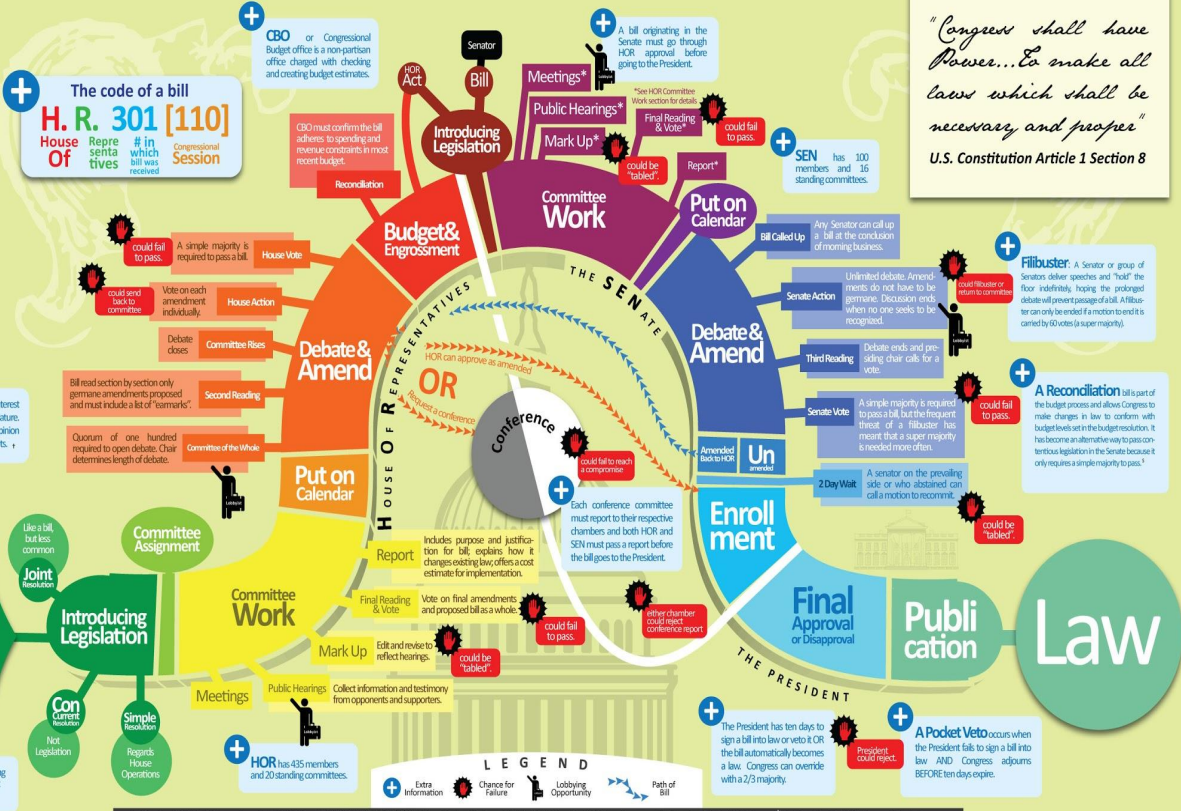 CBO or Congressional
Budget office is a non-partisan
office charged with checking
and creating budget estimates.
Senator
HOR
Act
Bill
A bill originating in the
Senate must go through
HOR approval before
going to the President.
Lobbyist
"Congress shall have
Power...To make all
laws which shall be
necessary and proper"
U.S. Constitution Article 1 Section 8
The code of a bill
H. R. 301 [110]
House
Of
Repre
senta
tives
# in
which
bill was
received
Congressional
Session
CBO must confirm the bill
adheres to spending and
revenue constraints in most
recent budget.
Reconciliation
Introducing
Legislation
Meetings*
Public Hearings*
Mark Up*
*See HOR Committee
Work section for details
Final Reading
& Vote*
could fail
to pass.
could be
"tabled".
Report*
SEN has 100
members and 16
standing committees.
Committee
Work
Put on
Calendar
Budget&
Engrossment
could fail
to pass.
A simple majority is
required to pass a bill.
House Vote
could send
back to
committee
Vote on each
amendment
individually.
House Action
Debate
closes
Committee Rises
Bill read section by section only
germane amendments proposed
and must include a list of "earmarks".
Second Reading
Quorum of one hundred
required to open debate. Chair
determines length of debate.
Committee of the Whole
Lobbyist
Debate &
Amend
THE SENATE
HOUSE OF REPRESENTATIVES
HOR can approve as amended
OR
Request a conference
Conference
could fail to reach
a compromise
Each conference committee
must report to their respective
chambers and both HOR and
SEN must pass a report before
the bill goes to the President.
either chamber
could reject
conference report
Bill Called Up
Any Senator can call up
a bill at the conclusion
of morning business.
Senate Action
Unlimited debate. Amend-
ments do not have to be
germane. Discussion ends
when no one seeks to be
recognized.
could filibuster or
return to committee
Lobbyist
Filibuster: A Senator or group of
Senators deliver speeches and "hold" the
floor indefinitely, hoping the prolonged
debate will prevent passage of a bill. A filibus-
ter can only be ended if a motion to end it is
carried by 60 votes (a super majority).
Debate &
Amend
Third Reading
Debate ends and pre-
siding chair calls for a
vote.
Senate Vote
A simple majority is required
to pass a bill, but the frequent
threat of a filibuster has
meant that a super majority
is needed more often.
could fail
to pass.
A Reconciliation bill is part of
the budget process and allows Congress to
make changes in law to conform with
budget levels set in the budget resolution. It
has become an alternative way to pass con-
tentious legislation in the Senate because it
only requires a simple majority to pass.
Amended
Back to HOR
Un
amended
2 Day Wait
A senator on the prevailing
side or who abstained can
call a motion to recommit.
could be
"tabled".
Enroll
ment
terest
ature.
pinion
ts. †
Put on
Calendar
Like a bill,
but less
common
Joint
Resolution
Committee
Assignment
Introducing
Legislation
Con
Current
Resolution
Not
Legislation
Simple
Resolution
Regards
House
Operations
ng
Committee
Work
Report
Includes purpose and justifica-
tion for bill; explains how it
changes existing law; offers a cost
estimate for implementation.
Final Reading
& Vote
Vote on final amendments
and proposed bill as a whole.
could fail
to pass.
Mark Up
Edit and revise to
reflect hearings.
could be
"tabled".
Meetings
Public Hearings
Collect information and testimony
from opponents and supporters.
Lobbyist
HOR has 435 members
and 20 standing committees.
Final
Approval
or Disapproval
Publi
cation
Law
THE PRESIDENT
The President has ten days to
sign a bill into law or veto it OR
the bill automatically becomes
a law. Congress can override
with a 2/3 majority.
President
could reject.
A Pocket Veto occurs when
the President fails to sign a bill into
law AND Congress adjourns
BEFORE ten days expire.
LEGEND
Extra
Information
Chance for
Failure
Lobbyist
Lobbying
Opportunity
Path of
Bill